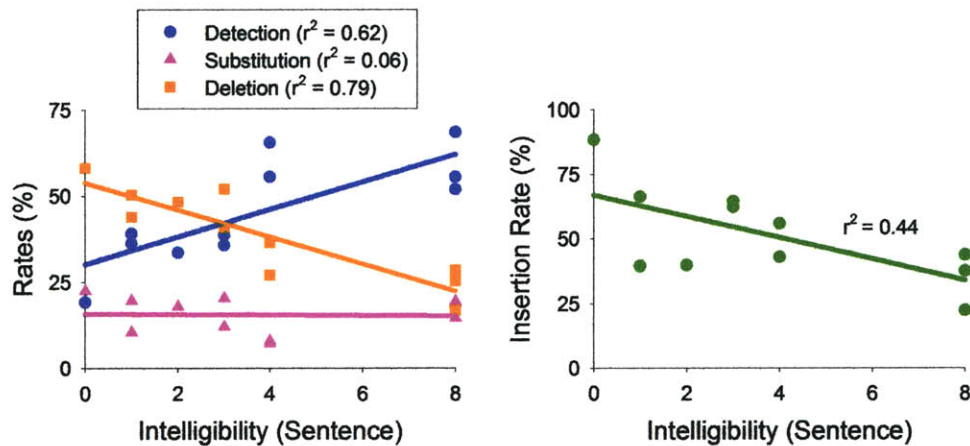 Detection (r² = 0.62)
Substitution (r² = 0.06)
Deletion (r² = 0.79)
Rates (%)
75
50
25
0
0 2 4 6 8
Intelligibility (Sentence)
Insertion Rate (%)
100
75
50
25
0
r² = 0.44
0 2 4 6 8
Intelligibility (Sentence)